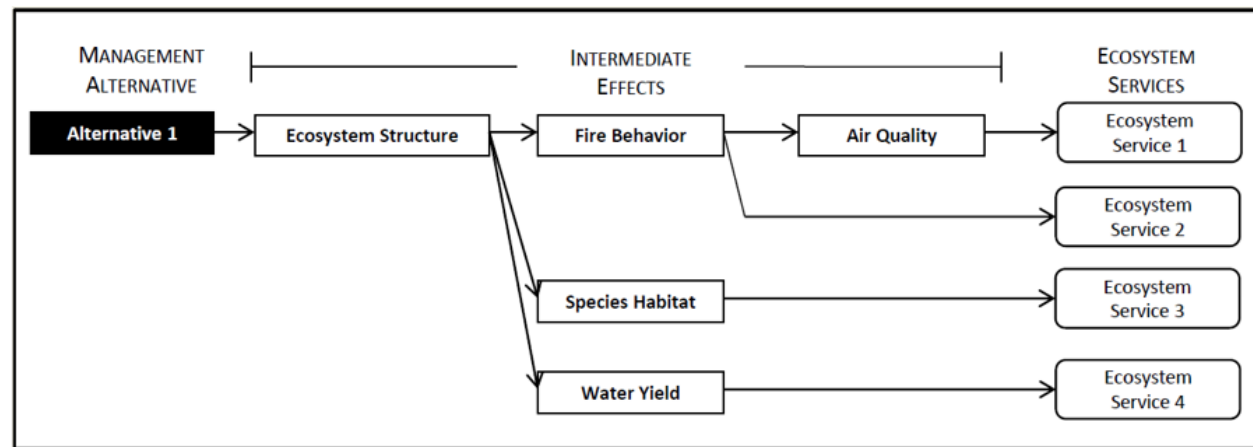 MANAGEMENT
ALTERNATIVE
INTERMEDIATE
EFFECTS
ECOSYSTEM
SERVICES
Alternative 1
Ecosystem Structure
Fire Behavior
Air Quality
Ecosystem
Service 1
Ecosystem
Service 2
Species Habitat
Ecosystem
Service 3
Water Yield
Ecosystem
Service 4